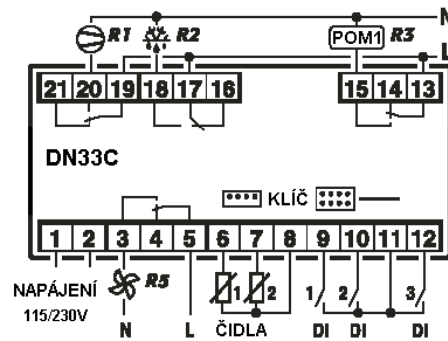 N
R1 R2 POM1 R3
L
21 20 19 18 17 16 15 14 13
DN33C
KLÍČ
1 2 3 4 5 6 7 8 9 10 11 12
NAPÁJENÍ R5 1 2 1 2 3
115/230V N L ČIDLA DI DI DI